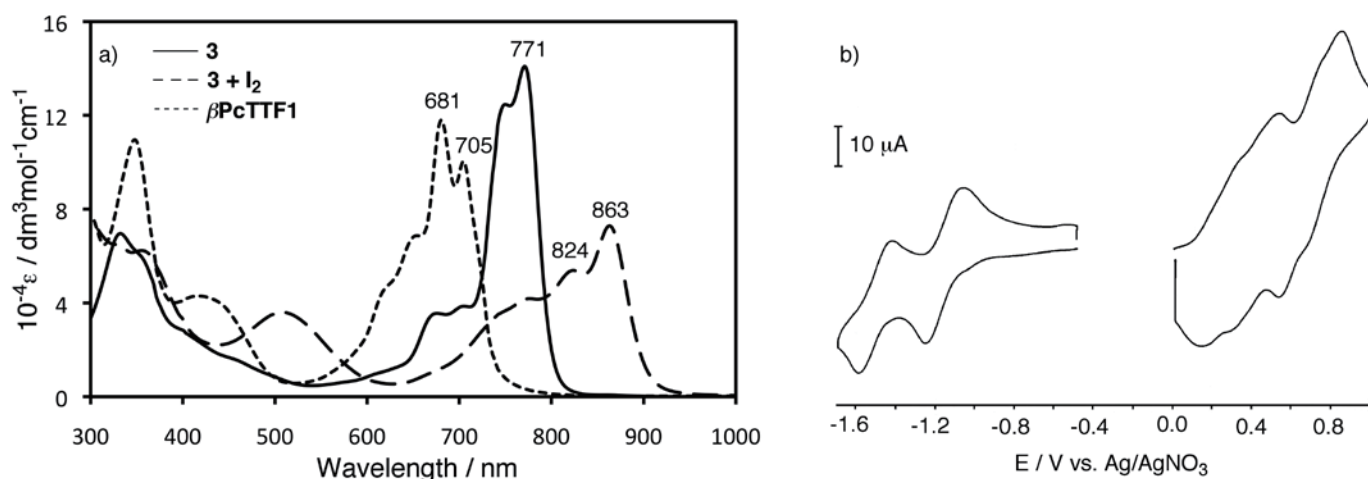 a)
3
3 + I₂
βPcTTF1
771
681
705
863
824
16
12
8
4
0
10⁻⁴ε / dm³mol⁻¹cm⁻¹
300 400 500 600 700 800 900 1000
Wavelength / nm
b)
10 μA
-1.6 -1.2 -0.8 -0.4 0.0 0.4 0.8
E / V vs. Ag/AgNO₃